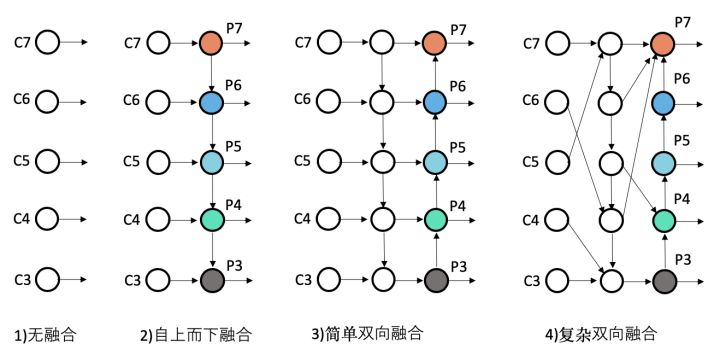 C7 C7 P7 C7 P7 C7 P7
C6 C6 P6 C6 P6 C6 P6
C5 C5 P5 C5 P5 C5 P5
C4 C4 P4 C4 P4 C4 P4
C3 C3 P3 C3 P3 C3 P3
1)无融合 2)自上而下融合 3)简单双向融合 4)复杂双向融合